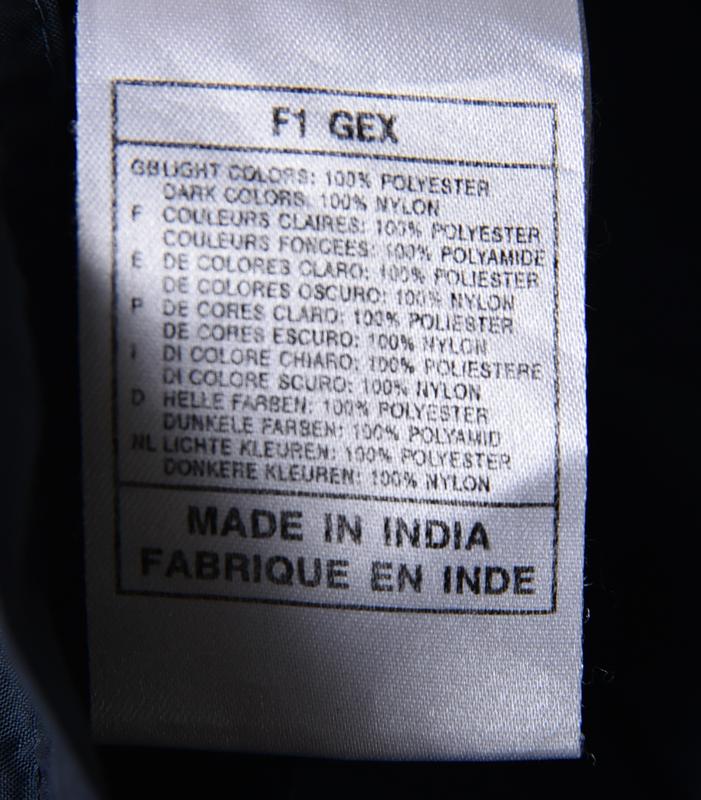 F1 GEX
GB LIGHT COLORS: 100% POLYESTER
DARK COLORS: 100% NYLON
F COULEURS CLAIRES: 100% POLYESTER
COULEURS FONCEES: 100% POLYAMIDE
E DE COLORES CLARO: 100% POLIESTER
DE COLORES OSCURO: 100% NYLON
P DE CORES CLARO: 100% POLIESTER
DE CORES ESCURO: 100% NYLON
I DI COLORE CHIARO: 100% POLIESTERE
DI COLORE SCURO: 100% NYLON
D HELLE FARBEN: 100% POLYESTER
DUNKELE FARBEN: 100% POLYAMID
NL LICHTE KLEUREN: 100% POLYESTER
DONKERE KLEUREN: 100% NYLON
MADE IN INDIA
FABRIQUE EN INDE